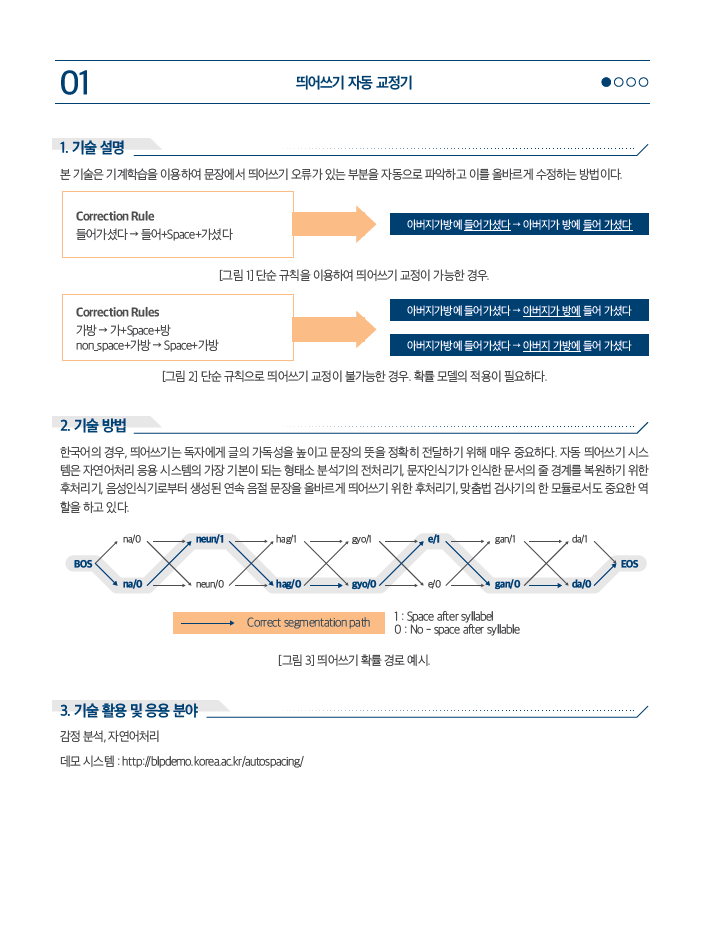 01
띄어쓰기 자동 교정기
1. 기술 설명
본 기술은 기계학습을 이용하여 문장에서 띄어쓰기 오류가 있는 부분을 자동으로 파악하고 이를 올바르게 수정하는 방법이다.
Correction Rule
들어가셨다 → 들어+Space+가셨다
아버지가방에 들어가셨다 → 아버지가 방에 들어 가셨다
[그림 1] 단순 규칙을 이용하여 띄어쓰기 교정이 가능한 경우.
Correction Rules
가방 → 가+Space+방
non_space+가방 → Space+가방
아버지가방에 들어가셨다 → 아버지가 방에 들어 가셨다
아버지가방에 들어가셨다 → 아버지 가방에 들어 가셨다
[그림 2] 단순 규칙으로 띄어쓰기 교정이 불가능한 경우. 확률 모델의 적용이 필요하다.
2. 기술 방법
한국어의 경우, 띄어쓰기는 독자에게 글의 가독성을 높이고 문장의 뜻을 정확히 전달하기 위해 매우 중요하다. 자동 띄어쓰기 시스
템은 자연어처리 응용 시스템의 가장 기본이 되는 형태소 분석기의 전처리기, 문자인식기가 인식한 문서의 줄 경계를 복원하기 위한
후처리기, 음성인식기로부터 생성된 연속 음절 문장을 올바르게 띄어쓰기 위한 후처리기, 맞춤법 검사기의 한 모듈로서도 중요한 역
할을 하고 있다.
na/0 neun/1 hag/1 gyo/1 e/1 gan/1 da/1
BOS EOS
na/0 neun/0 hag/0 gyo/0 e/0 gan/0 da/0
Correct segmentation path
1 : Space after syllabel
0 : No - space after syllable
[그림 3] 띄어쓰기 확률 경로 예시.
3. 기술 활용 및 응용 분야
감정 분석, 자연어처리
데모 시스템 : http://blpdemo.korea.ac.kr/autospacing/